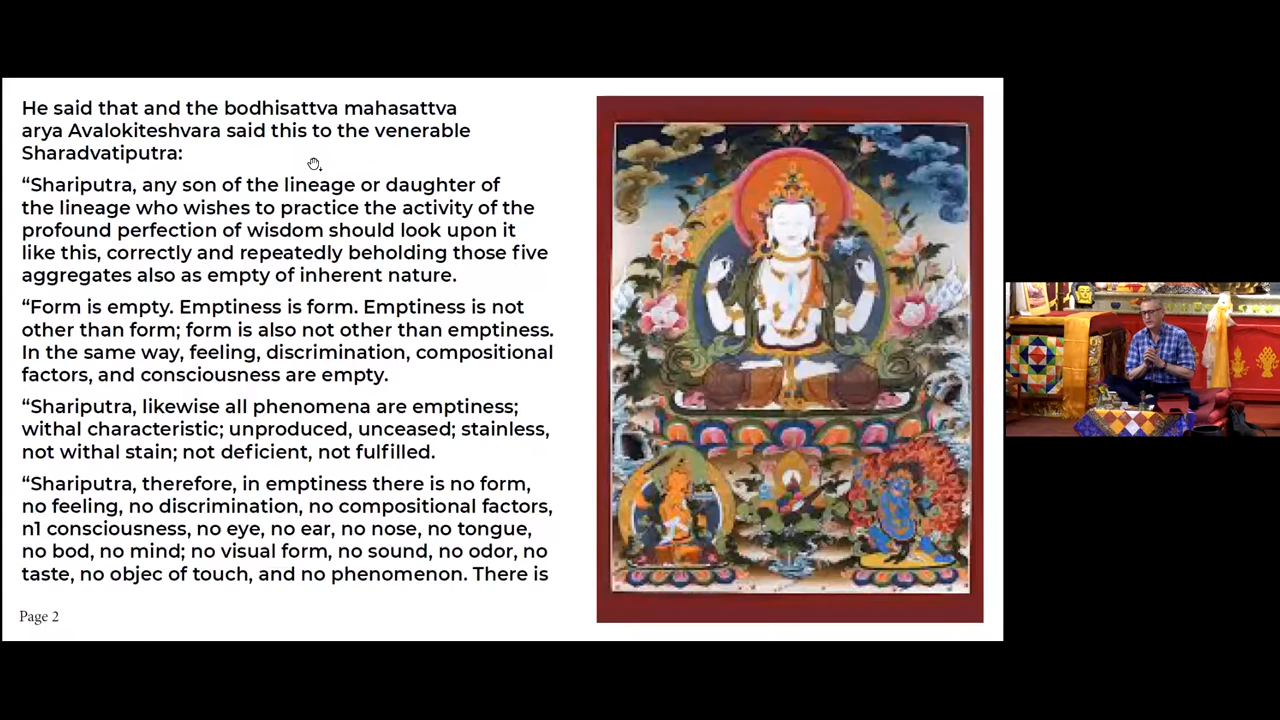 He said that and the bodhisattva mahasattva
arya Avalokiteshvara said this to the venerable
Sharadvatiputra:
“Shariputra, any son of the lineage or daughter of
the lineage who wishes to practice the activity of the
profound perfection of wisdom should look upon it
like this, correctly and repeatedly beholding those five
aggregates also as empty of inherent nature.
“Form is empty. Emptiness is form. Emptiness is not
other than form; form is also not other than emptiness.
In the same way, feeling, discrimination, compositional
factors, and consciousness are empty.
“Shariputra, likewise all phenomena are emptiness;
withal characteristic; unproduced, unceased; stainless,
not withal stain; not deficient, not fulfilled.
“Shariputra, therefore, in emptiness there is no form,
no feeling, no discrimination, no compositional factors,
n1 consciousness, no eye, no ear, no nose, no tongue,
no bod, no mind; no visual form, no sound, no odor, no
taste, no objec of touch, and no phenomenon. There is
Page 2